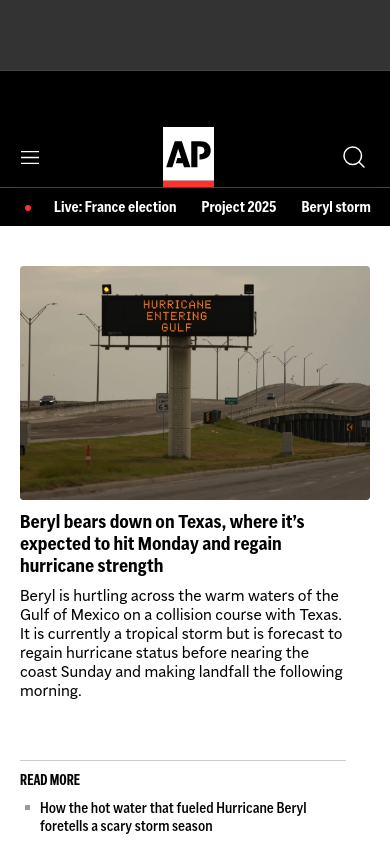 AP
Live: France election Project 2025 Beryl storm
HURRICANE
ENTERING
GULF
65
Beryl bears down on Texas, where it's
expected to hit Monday and regain
hurricane strength
Beryl is hurtling across the warm waters of the
Gulf of Mexico on a collision course with Texas.
It is currently a tropical storm but is forecast to
regain hurricane status before nearing the
coast Sunday and making landfall the following
morning.
READ MORE
How the hot water that fueled Hurricane Beryl
foretells a scary storm season